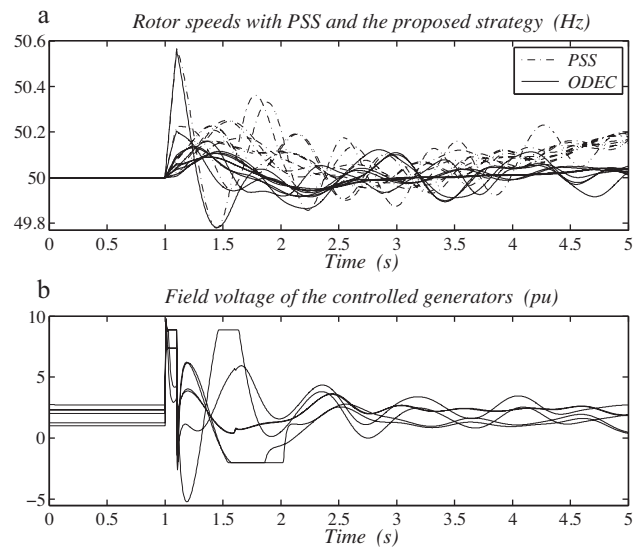 a
Rotor speeds with PSS and the proposed strategy (Hz)
50.6
50.4
50.2
50
49.8
PSS
ODEC
0 0.5 1 1.5 2 2.5 3 3.5 4 4.5 5
Time (s)
b
Field voltage of the controlled generators (pu)
10
5
0
−5
0 0.5 1 1.5 2 2.5 3 3.5 4 4.5 5
Time (s)